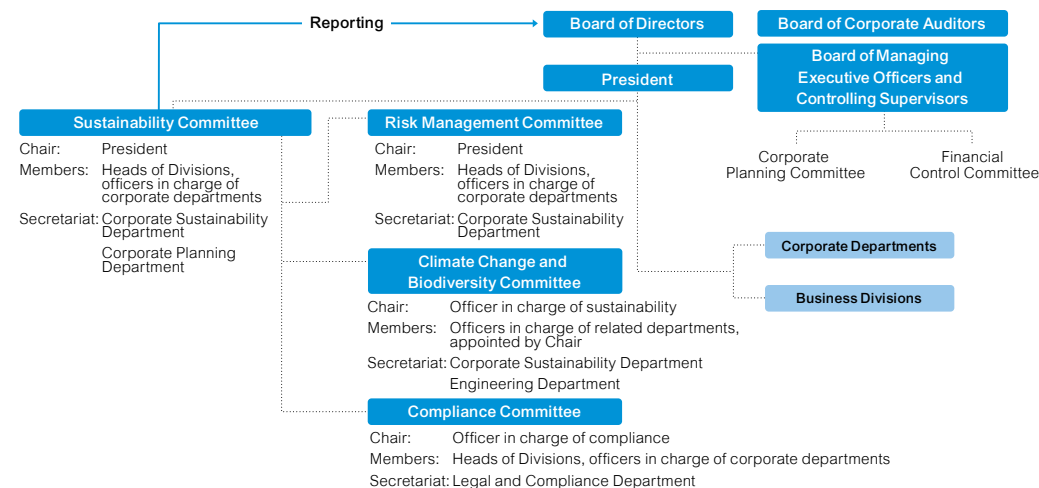 Reporting
Board of Directors
Board of Corporate Auditors
Board of Managing
Executive Officers and
Controlling Supervisors
President
Corporate
Planning Committee
Financial
Control Committee
Sustainability Committee
Chair: President
Members: Heads of Divisions,
officers in charge of
corporate departments
Secretariat: Corporate Sustainability
Department
Corporate Planning
Department
Risk Management Committee
Chair: President
Members: Heads of Divisions,
officers in charge of
corporate departments
Secretariat: Corporate Sustainability
Department
Climate Change and
Biodiversity Committee
Chair: Officer in charge of sustainability
Members: Officers in charge of related departments,
appointed by Chair
Secretariat: Corporate Sustainability Department
Engineering Department
Compliance Committee
Chair: Officer in charge of compliance
Members: Heads of Divisions, officers in charge of corporate departments
Secretariat: Legal and Compliance Department
Corporate Departments
Business Divisions